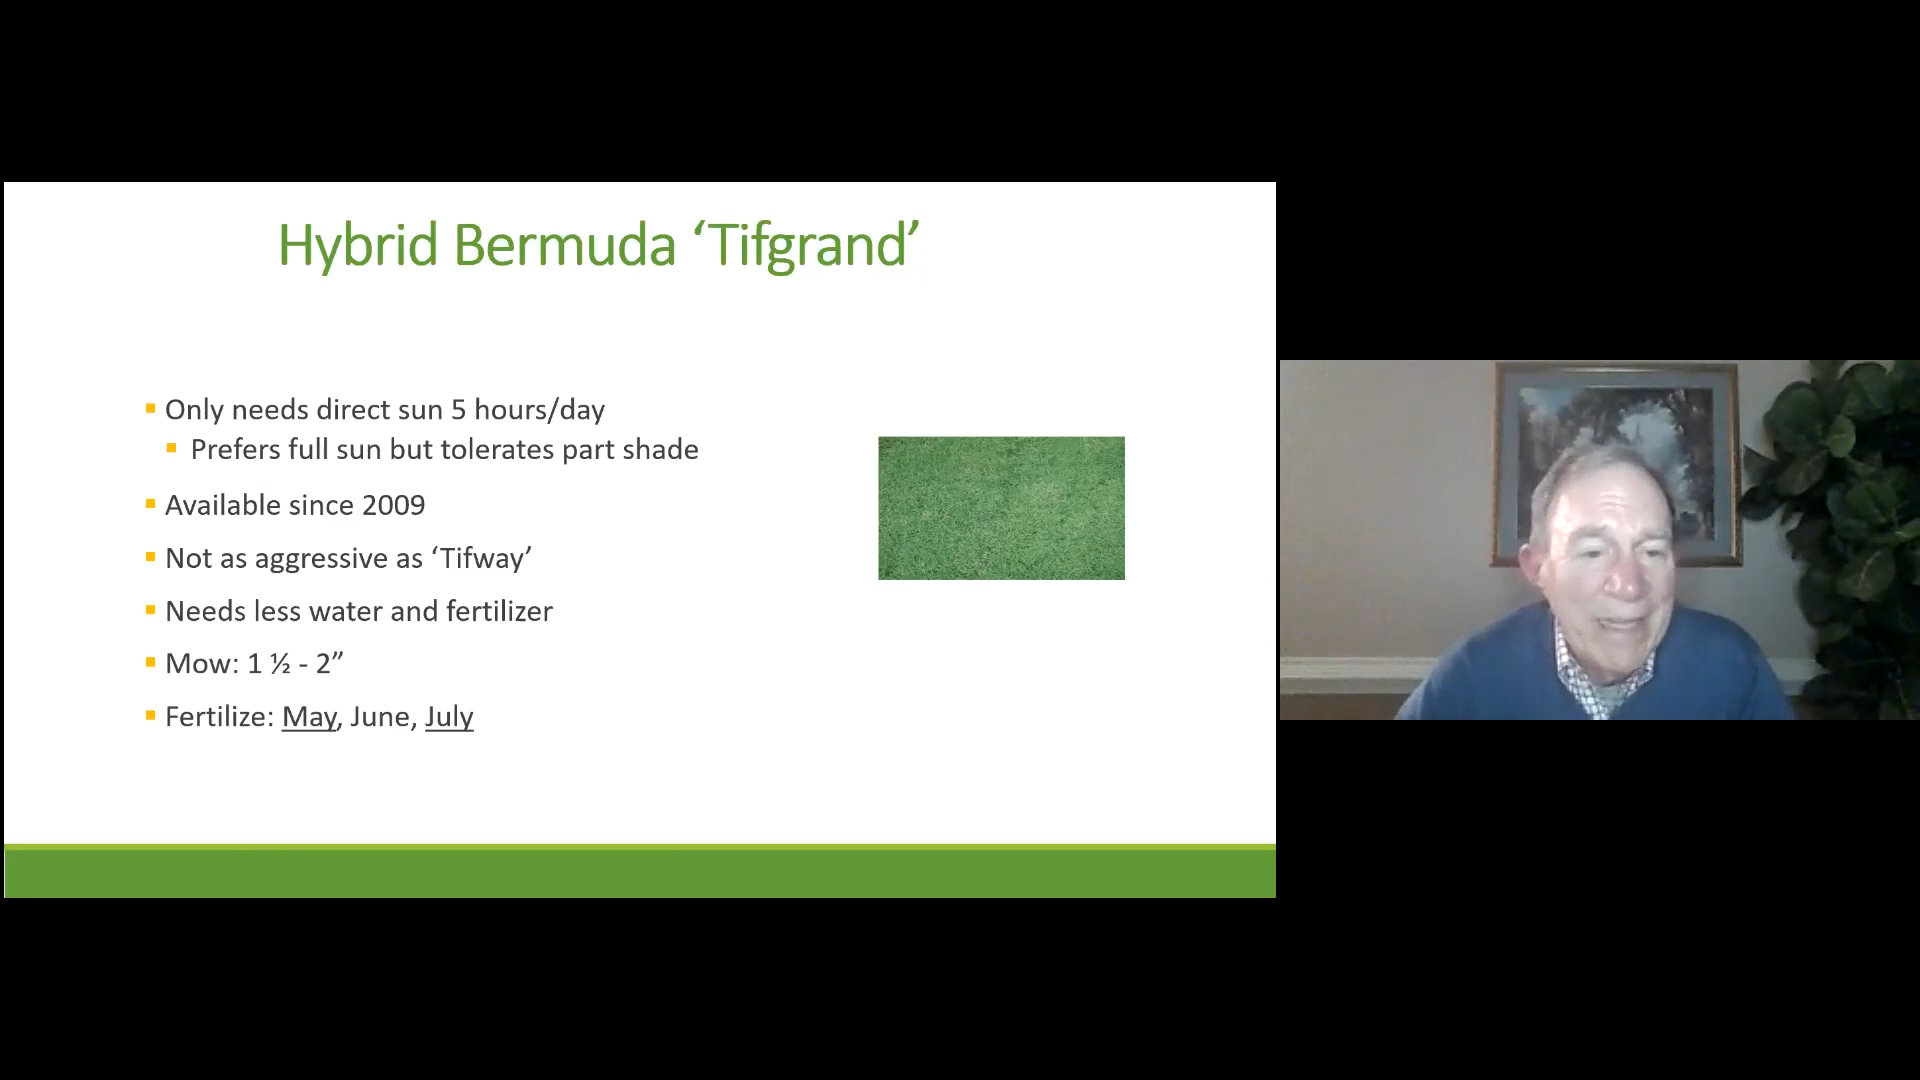 Hybrid Bermuda ‘Tifgrand’
Only needs direct sun 5 hours/day
Prefers full sun but tolerates part shade
Available since 2009
Not as aggressive as ‘Tifway’
Needs less water and fertilizer
Mow: 1 ½ - 2”
Fertilize: May, June, July